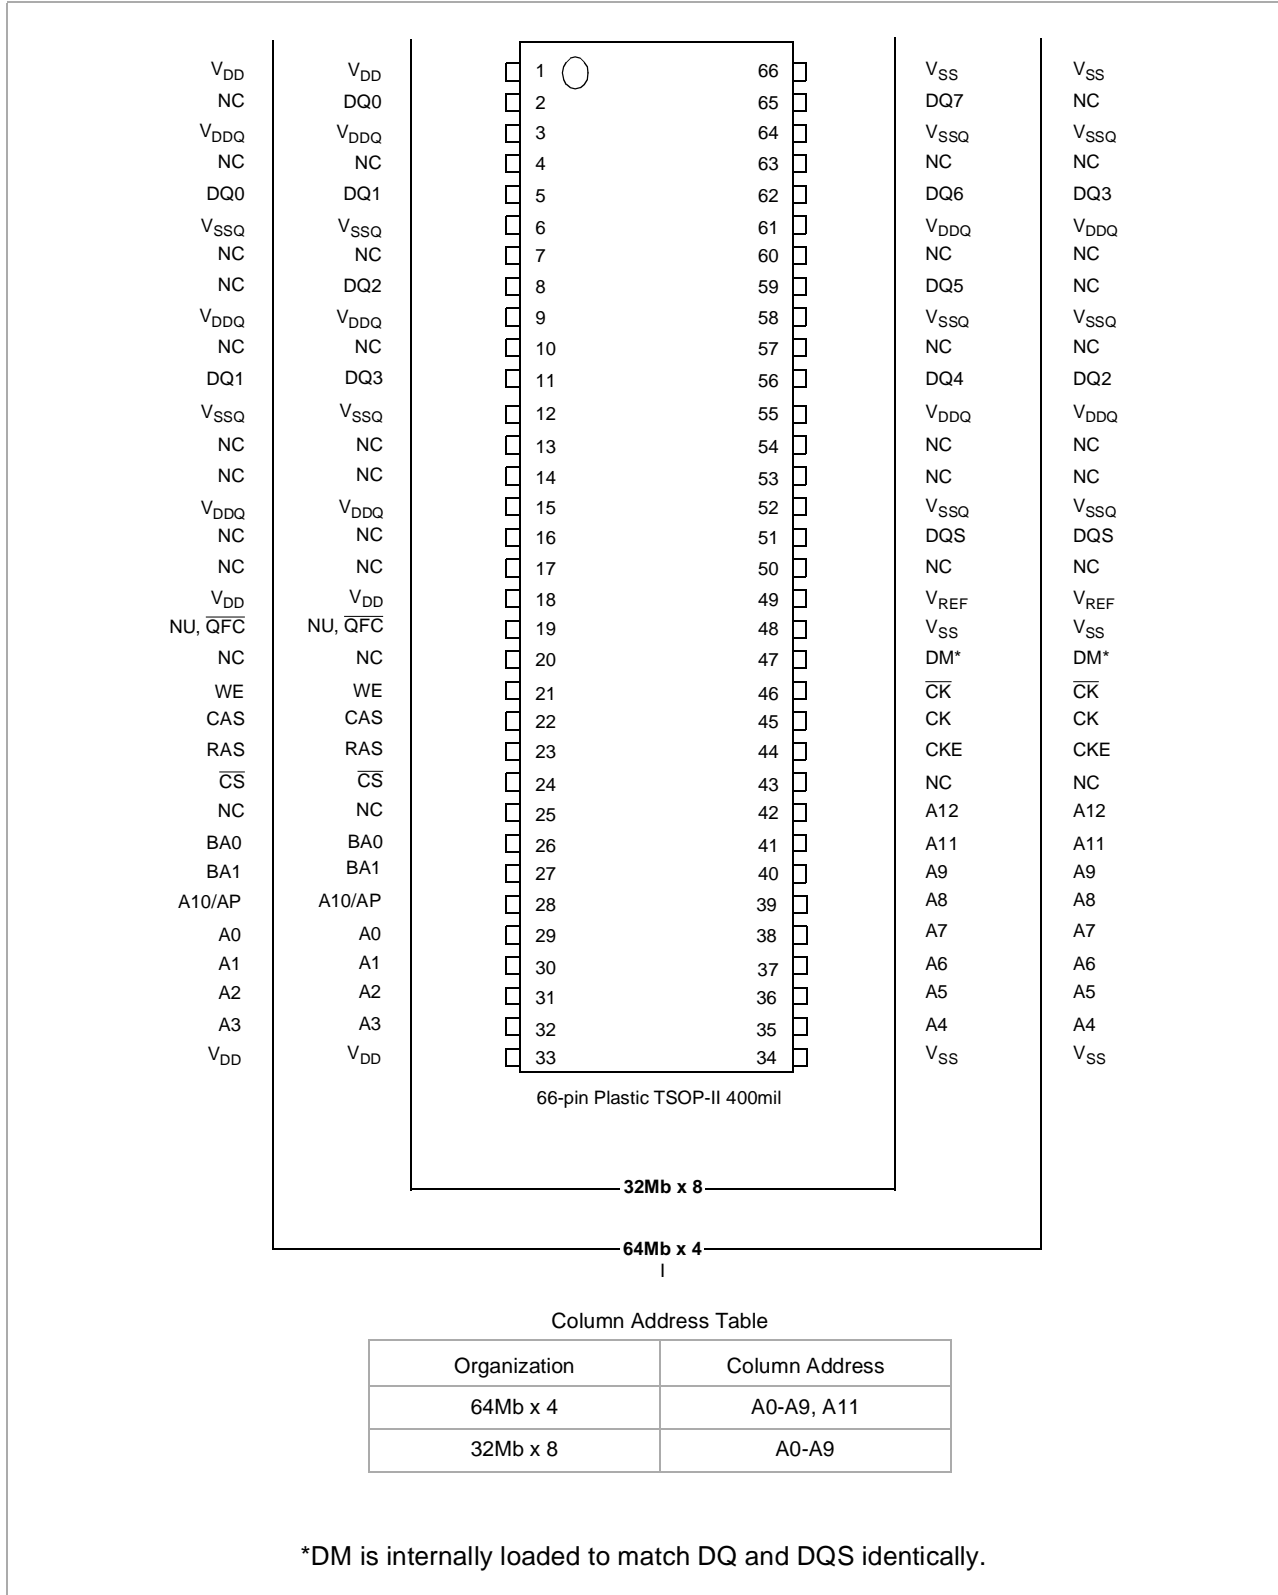 VDD VDD 1 66 VSS VSS
NC DQ0 2 65 DQ7 NC
VDDQ VDDQ 3 64 VSSQ VSSQ
NC NC 4 63 NC NC
DQ0 DQ1 5 62 DQ6 DQ3
VSSQ VSSQ 6 61 VDDQ VDDQ
NC NC 7 60 NC NC
NC DQ2 8 59 DQ5 NC
VDDQ VDDQ 9 58 VSSQ VSSQ
NC NC 10 57 NC NC
DQ1 DQ3 11 56 DQ4 DQ2
VSSQ VSSQ 12 55 VDDQ VDDQ
NC NC 13 54 NC NC
NC NC 14 53 NC NC
VDDQ VDDQ 15 52 VSSQ VSSQ
NC NC 16 51 DQS DQS
NC NC 17 50 NC NC
VDD VDD 18 49 VREF VREF
NU, Q̅F̅C̅ NU, Q̅F̅C̅ 19 48 VSS VSS
NC NC 20 47 DM* DM*
WE WE 21 46 C̅K̅ C̅K̅
CAS CAS 22 45 CK CK
RAS RAS 23 44 CKE CKE
C̅S̅ C̅S̅ 24 43 NC NC
NC NC 25 42 A12 A12
BA0 BA0 26 41 A11 A11
BA1 BA1 27 40 A9 A9
A10/AP A10/AP 28 39 A8 A8
A0 A0 29 38 A7 A7
A1 A1 30 37 A6 A6
A2 A2 31 36 A5 A5
A3 A3 32 35 A4 A4
VDD VDD 33 34 VSS VSS
66-pin Plastic TSOP-II 400mil
32Mb x 8
64Mb x 4
I
Column Address Table
Organization Column Address
64Mb x 4 A0-A9, A11
32Mb x 8 A0-A9
*DM is internally loaded to match DQ and DQS identically.